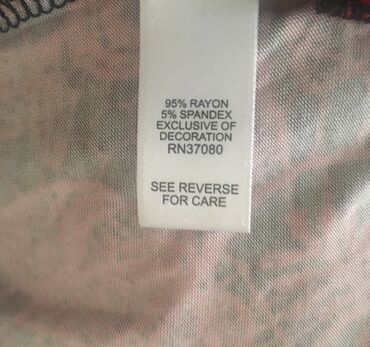 95% RAYON
5% SPANDEX
EXCLUSIVE OF
DECORATION
RN37080
SEE REVERSE
FOR CARE